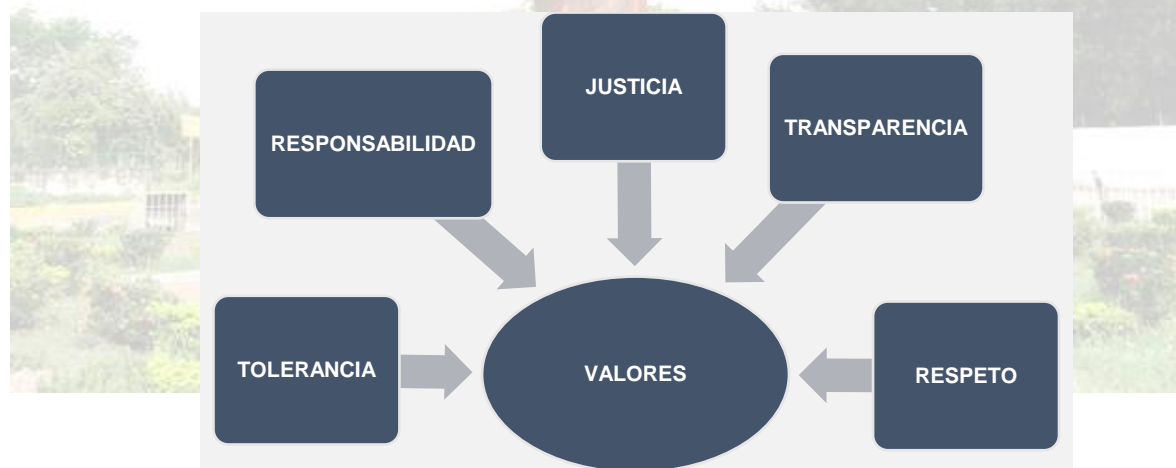 JUSTICIA
TRANSPARENCIA
RESPONSABILIDAD
TOLERANCIA
VALORES
RESPETO